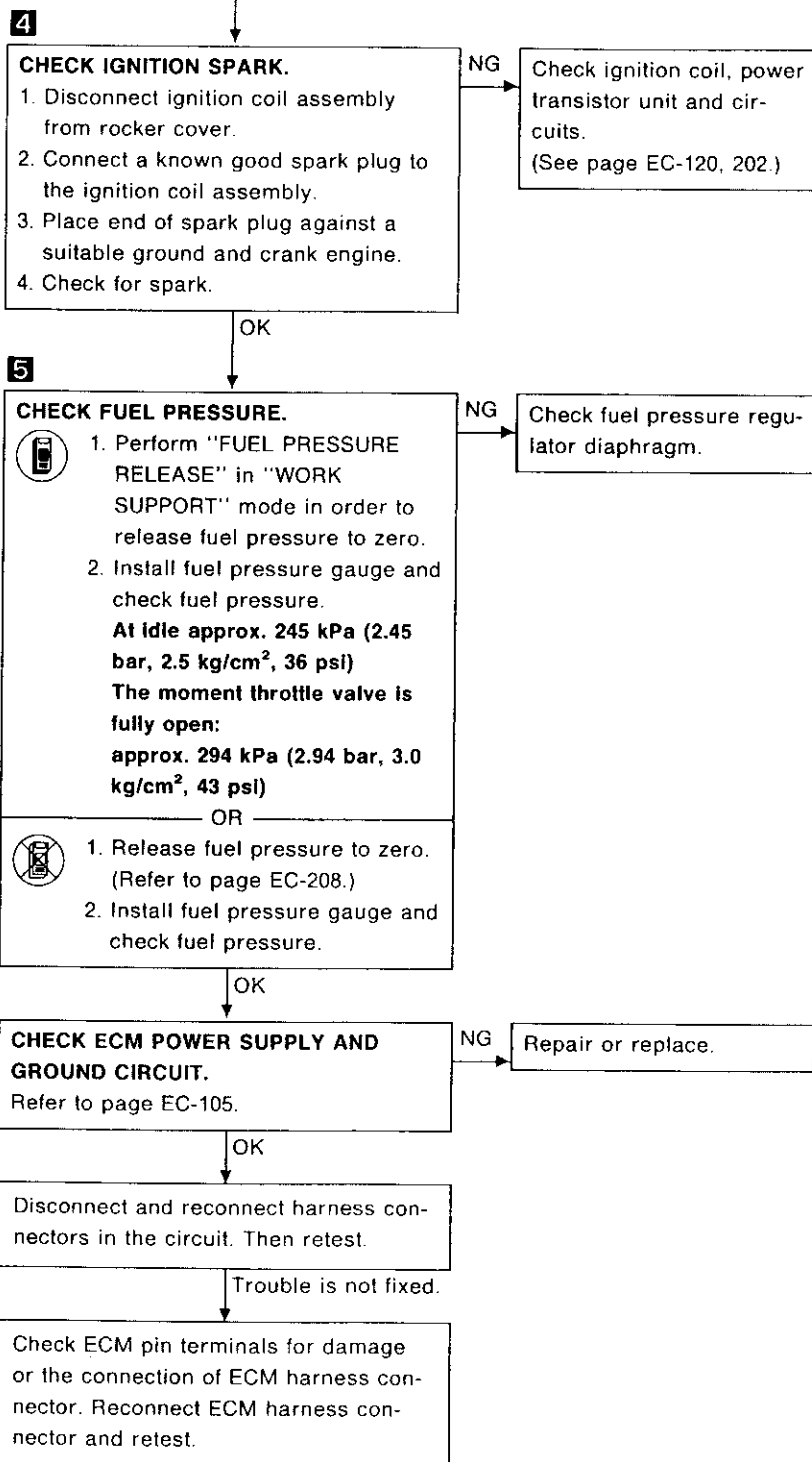 4
CHECK IGNITION SPARK.
1. Disconnect ignition coil assembly
from rocker cover.
2. Connect a known good spark plug to
the ignition coil assembly.
3. Place end of spark plug against a
suitable ground and crank engine.
4. Check for spark.
NG
Check ignition coil, power
transistor unit and cir-
cuits.
(See page EC-120, 202.)
OK
5
CHECK FUEL PRESSURE.
1. Perform "FUEL PRESSURE
RELEASE" in "WORK
SUPPORT" mode in order to
release fuel pressure to zero.
2. Install fuel pressure gauge and
check fuel pressure.
At idle approx. 245 kPa (2.45
bar, 2.5 kg/cm², 36 psi)
The moment throttle valve is
fully open:
approx. 294 kPa (2.94 bar, 3.0
kg/cm², 43 psi)
OR
1. Release fuel pressure to zero.
(Refer to page EC-208.)
2. Install fuel pressure gauge and
check fuel pressure.
NG
Check fuel pressure regu-
lator diaphragm.
OK
CHECK ECM POWER SUPPLY AND
GROUND CIRCUIT.
Refer to page EC-105.
NG
Repair or replace.
OK
Disconnect and reconnect harness con-
nectors in the circuit. Then retest.
Trouble is not fixed.
Check ECM pin terminals for damage
or the connection of ECM harness con-
nector. Reconnect ECM harness con-
nector and retest.